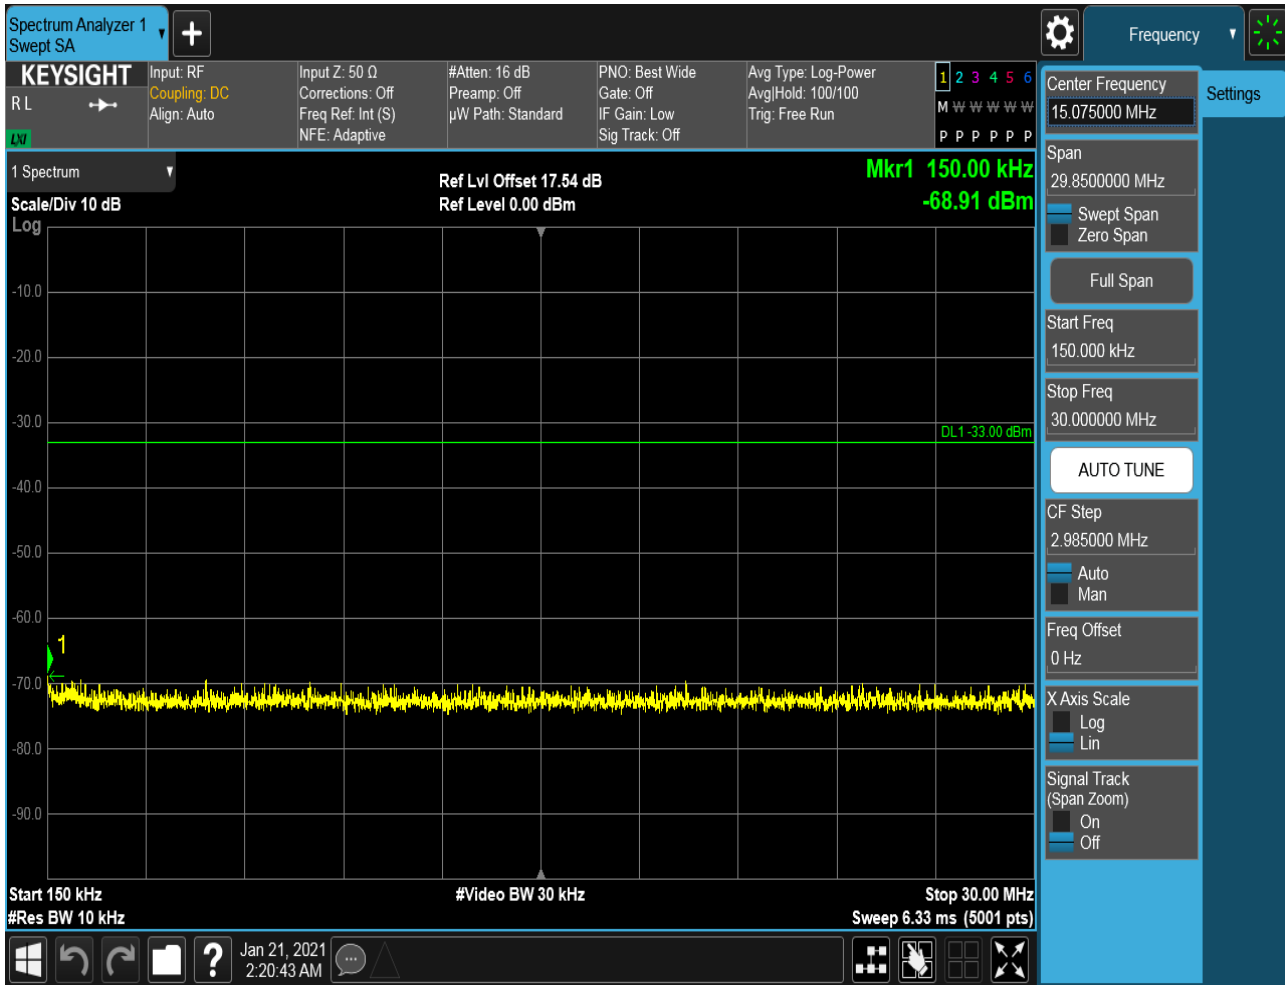 Spectrum Analyzer 1
Swept SA
Frequency
KEYSIGHT
R L
LXI
Input: RF
Coupling: DC
Align: Auto
Input Z: 50 Ω
Corrections: Off
Freq Ref: Int (S)
NFE: Adaptive
#Atten: 16 dB
Preamp: Off
µW Path: Standard
PNO: Best Wide
Gate: Off
IF Gain: Low
Sig Track: Off
Avg Type: Log-Power
Avg|Hold: 100/100
Trig: Free Run
1 2 3 4 5 6
M W W W W W
P P P P P P
1 Spectrum
Scale/Div 10 dB
Log
Ref Lvl Offset 17.54 dB
Ref Level 0.00 dBm
Mkr1 150.00 kHz
-68.91 dBm
-10.0
-20.0
-30.0
DL1 -33.00 dBm
-40.0
-50.0
-60.0
1
-70.0
-80.0
-90.0
Start 150 kHz
#Video BW 30 kHz
Stop 30.00 MHz
#Res BW 10 kHz
Sweep 6.33 ms (5001 pts)
Center Frequency
15.075000 MHz
Settings
Span
29.8500000 MHz
Swept Span
Zero Span
Full Span
Start Freq
150.000 kHz
Stop Freq
30.000000 MHz
AUTO TUNE
CF Step
2.985000 MHz
Auto
Man
Freq Offset
0 Hz
X Axis Scale
Log
Lin
Signal Track
(Span Zoom)
On
Off
?
Jan 21, 2021
2:20:43 AM